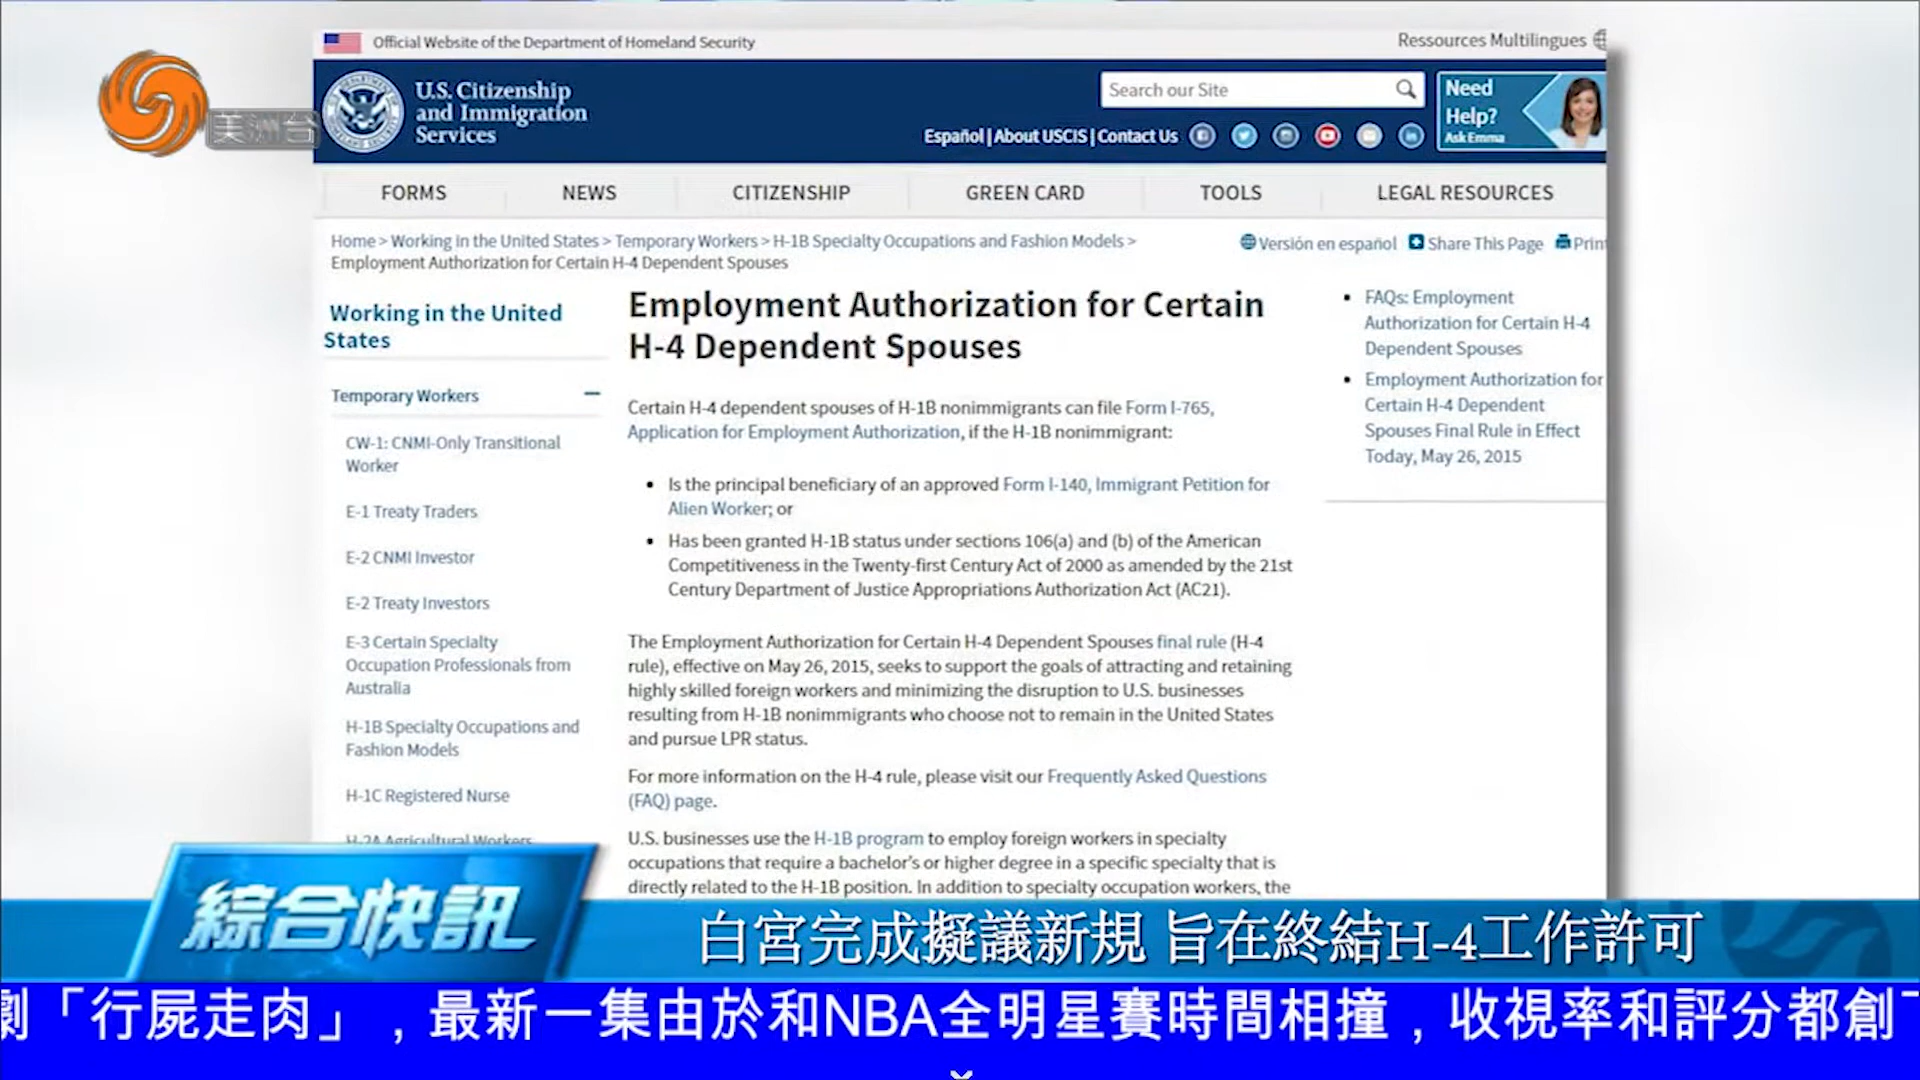 Official Website of the Department of Homeland Security
Ressources Multilingues
美洲台
U.S. Citizenship
and Immigration
Services
Search our Site
Need
Help?
Ask Emma
Español | About USCIS | Contact Us
FORMS
NEWS
CITIZENSHIP
GREEN CARD
TOOLS
LEGAL RESOURCES
Home > Working in the United States > Temporary Workers > H-1B Specialty Occupations and Fashion Models >
Employment Authorization for Certain H-4 Dependent Spouses
Versión en español
Share This Page
Print
Working in the United
States
Temporary Workers
CW-1: CNMI-Only Transitional
Worker
E-1 Treaty Traders
E-2 CNMI Investor
E-2 Treaty Investors
E-3 Certain Specialty
Occupation Professionals from
Australia
H-1B Specialty Occupations and
Fashion Models
H-1C Registered Nurse
H-2A Agricultural Workers
Employment Authorization for Certain
H-4 Dependent Spouses
Certain H-4 dependent spouses of H-1B nonimmigrants can file Form I-765,
Application for Employment Authorization, if the H-1B nonimmigrant:
• Is the principal beneficiary of an approved Form I-140, Immigrant Petition for
Alien Worker; or
• Has been granted H-1B status under sections 106(a) and (b) of the American
Competitiveness in the Twenty-first Century Act of 2000 as amended by the 21st
Century Department of Justice Appropriations Authorization Act (AC21).
The Employment Authorization for Certain H-4 Dependent Spouses final rule (H-4
rule), effective on May 26, 2015, seeks to support the goals of attracting and retaining
highly skilled foreign workers and minimizing the disruption to U.S. businesses
resulting from H-1B nonimmigrants who choose not to remain in the United States
and pursue LPR status.
For more information on the H-4 rule, please visit our Frequently Asked Questions
(FAQ) page.
U.S. businesses use the H-1B program to employ foreign workers in specialty
occupations that require a bachelor's or higher degree in a specific specialty that is
directly related to the H-1B position. In addition to specialty occupation workers, the
• FAQs: Employment
Authorization for Certain H-4
Dependent Spouses
• Employment Authorization for
Certain H-4 Dependent
Spouses Final Rule in Effect
Today, May 26, 2015
綜合快訊
白宮完成擬議新規 旨在終結H-4工作許可
劇「行屍走肉」，最新一集由於和NBA全明星賽時間相撞，收視率和評分都創